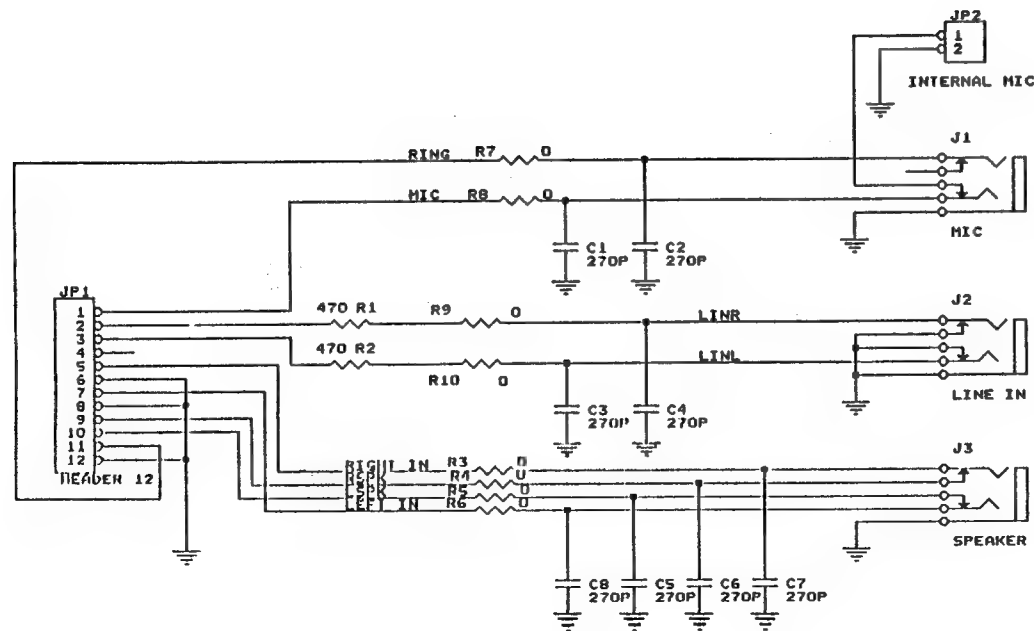 JP2
1
2
INTERNAL MIC
J1
RING R7 0
MIC R8 0
C1
270P
C2
270P
MIC
JP1
1
2
3
4
5
6
7
8
9
10
11
12
HEADER 12
470 R1 R9 0
LINR
J2
470 R2
R10 0
LINL
C3
270P
C4
270P
LINE IN
J3
RIGHT IN R3 0
R4
R5 0
LEFT IN R6 0
SPEAKER
C8
270P
C5
270P
C6
270P
C7
270P